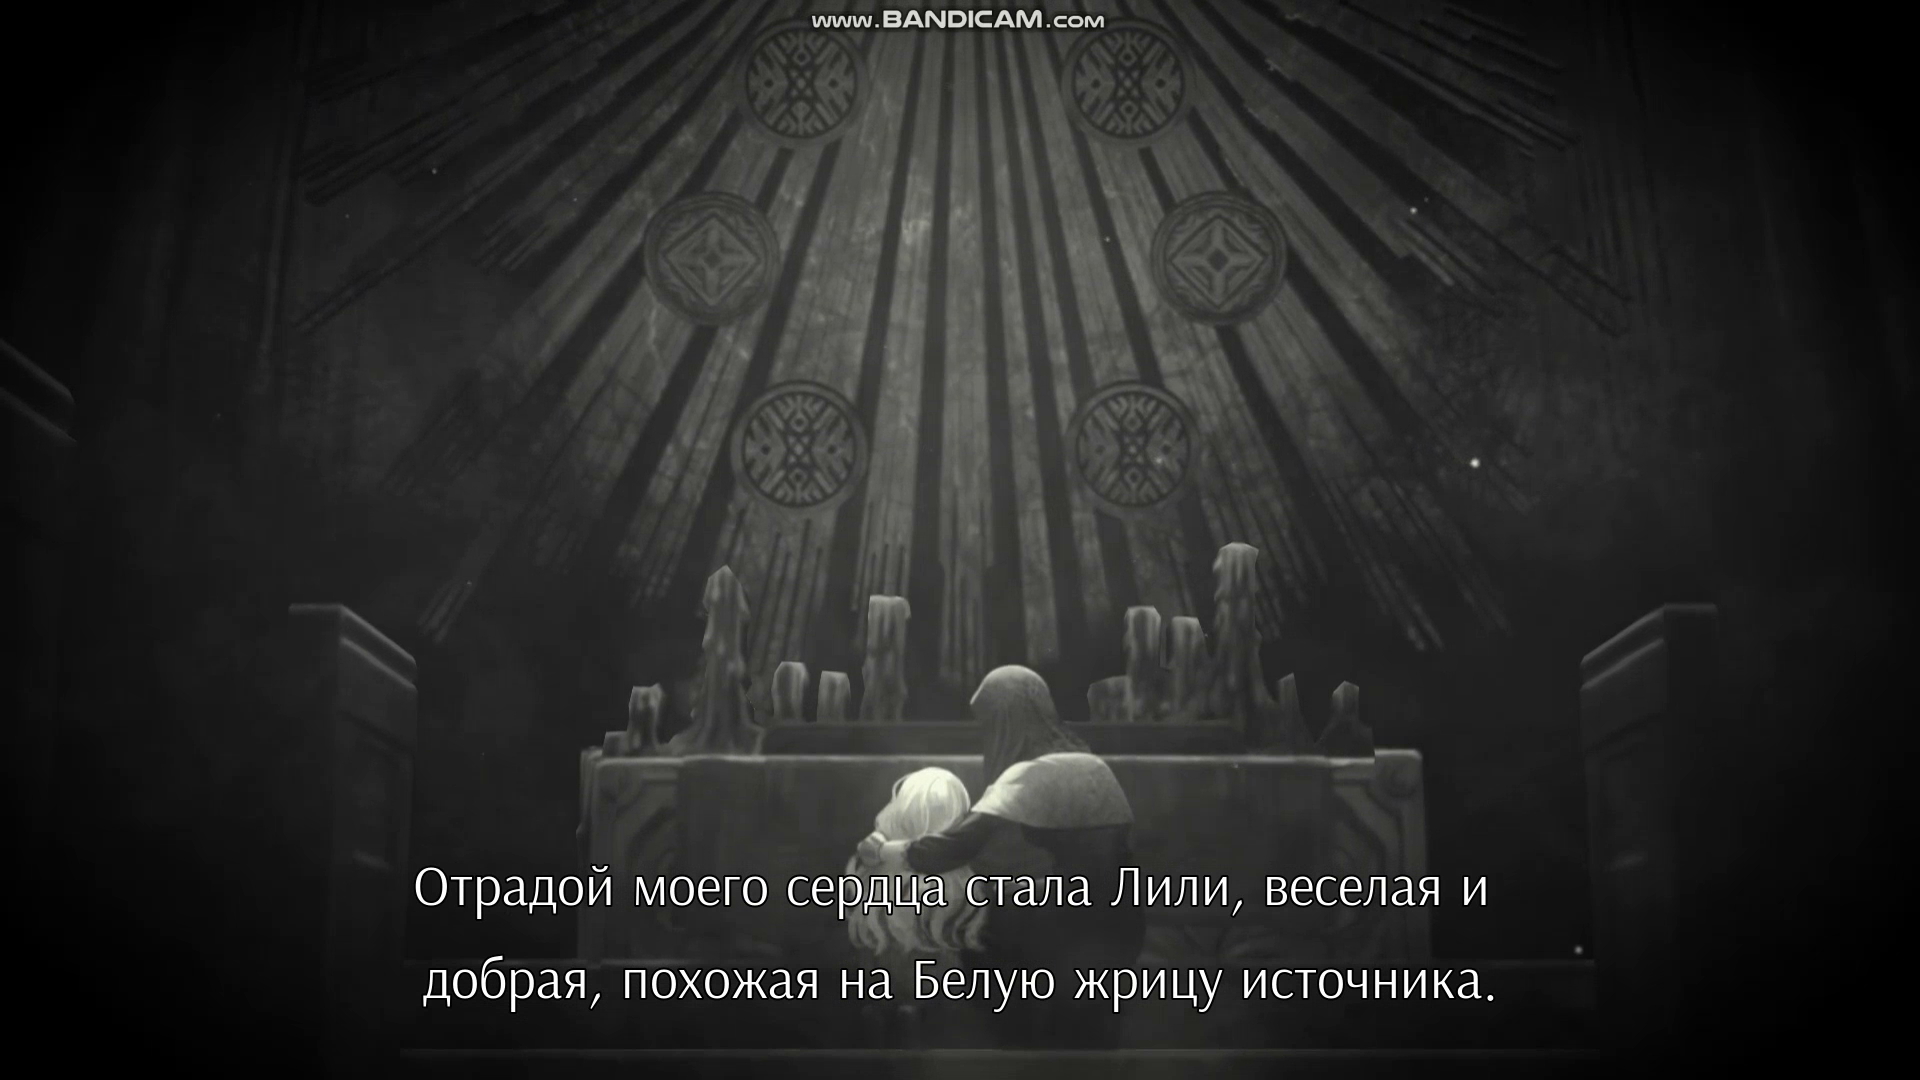 www.BANDICAM.com
Отрадой моего сердца стала Лили, веселая и
добрая, похожая на Белую жрицу источника.